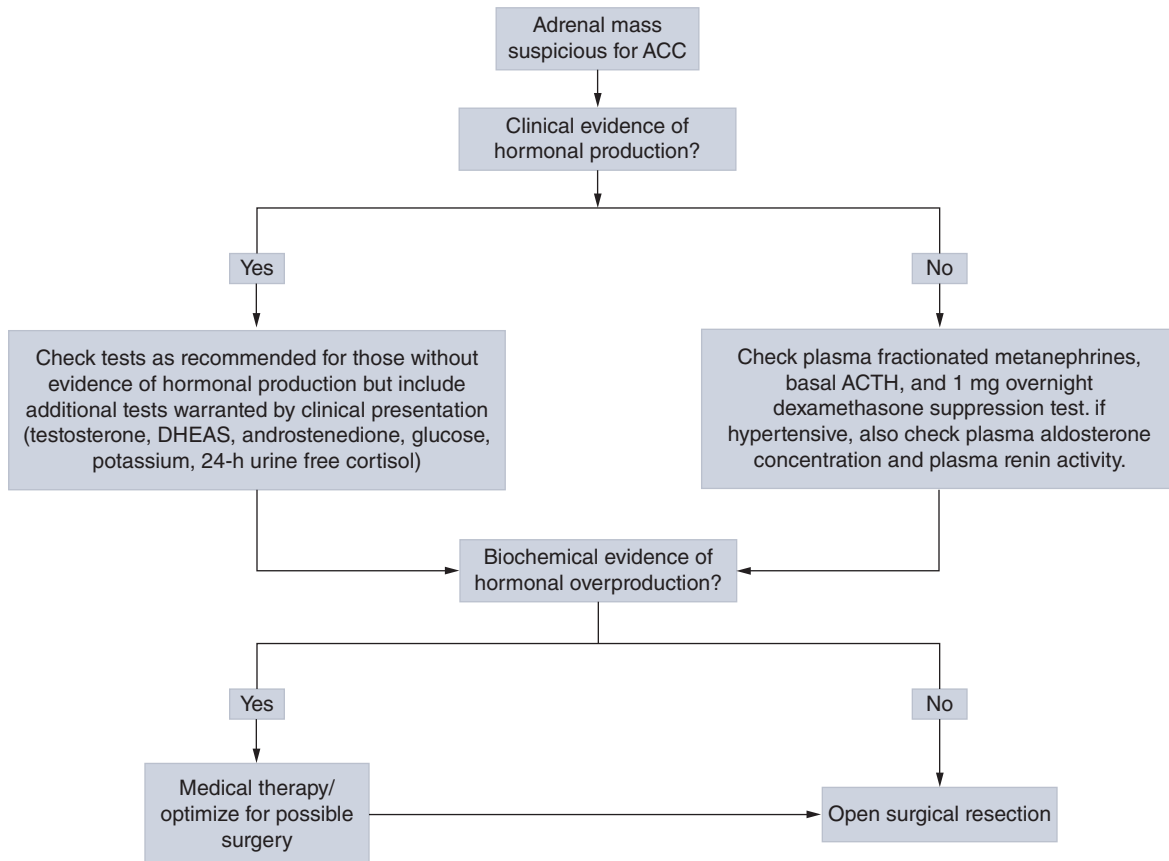 Adrenal mass
suspicious for ACC
Clinical evidence of
hormonal production?
Yes
No
Check tests as recommended for those without
evidence of hormonal production but include
additional tests warranted by clinical presentation
(testosterone, DHEAS, androstenedione, glucose,
potassium, 24-h urine free cortisol)
Check plasma fractionated metanephrines,
basal ACTH, and 1 mg overnight
dexamethasone suppression test. if
hypertensive, also check plasma aldosterone
concentration and plasma renin activity.
Biochemical evidence of
hormonal overproduction?
Yes
No
Medical therapy/
optimize for possible
surgery
Open surgical resection